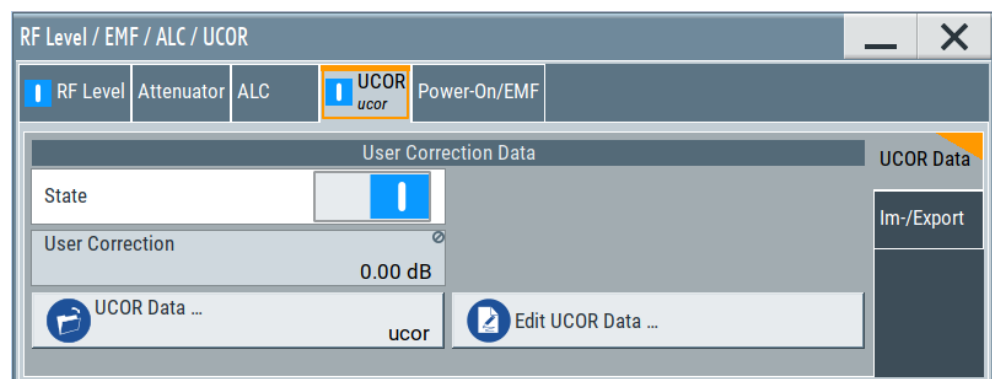 RF Level / EMF / ALC / UCOR
RF Level
Attenuator
ALC
UCOR
ucor
Power-On/EMF
User Correction Data
UCOR Data
State
Im-/Export
User Correction
0.00 dB
UCOR Data ...
ucor
Edit UCOR Data ...